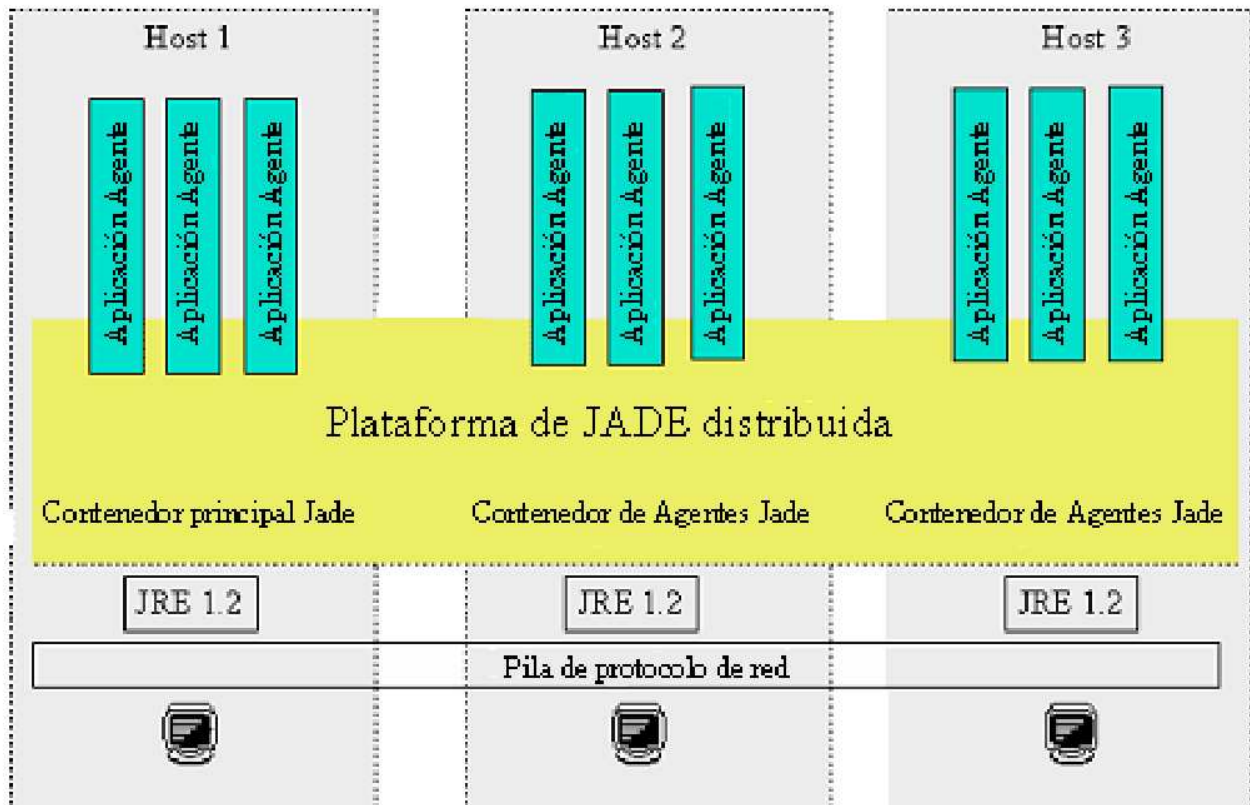 Host 1
Host 2
Host 3
Aplicación Agente
Aplicación Agente
Aplicación Agente
Aplicación Agente
Aplicación Agente
Aplicación Agente
Aplicación Agente
Aplicación Agente
Aplicación Agente
Plataforma de JADE distribuida
Contenedor principal Jade
Contenedor de Agentes Jade
Contenedor de Agentes Jade
JRE 1.2
JRE 1.2
JRE 1.2
Pila de protocolo de red